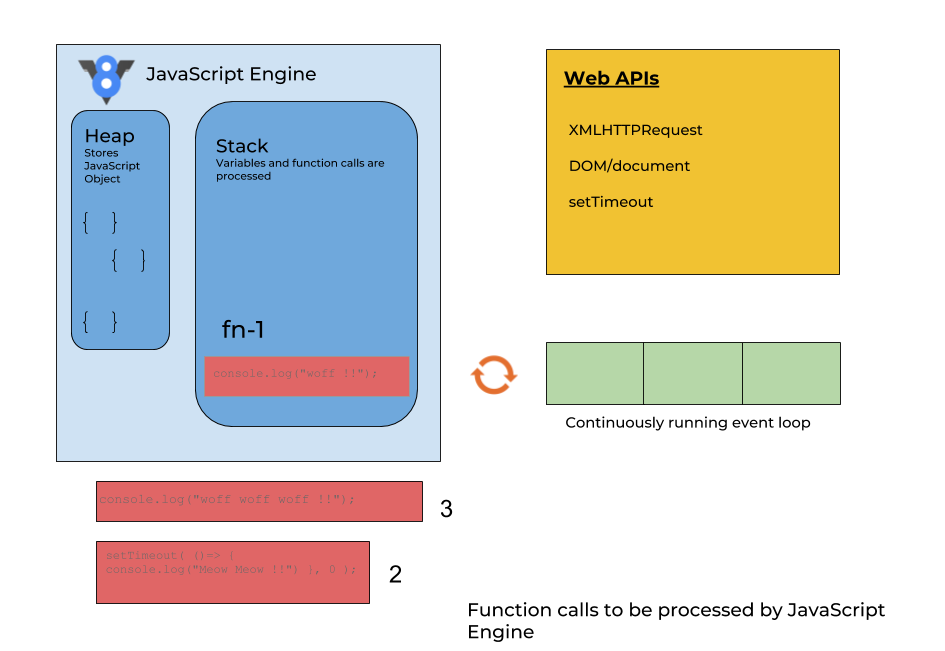 JavaScript Engine
Heap
Stores
JavaScript
Object
{ }
{ }
{ }
Stack
Variables and function calls are
processed
fn-1
console.log("woff !!");
Web APIs
XMLHTTPRequest
DOM/document
setTimeout
Continuously running event loop
console.log("woff woff woff !!");
3
setTimeout( ()=> {
console.log("Meow Meow !!") }, 0 );
2
Function calls to be processed by JavaScript
Engine